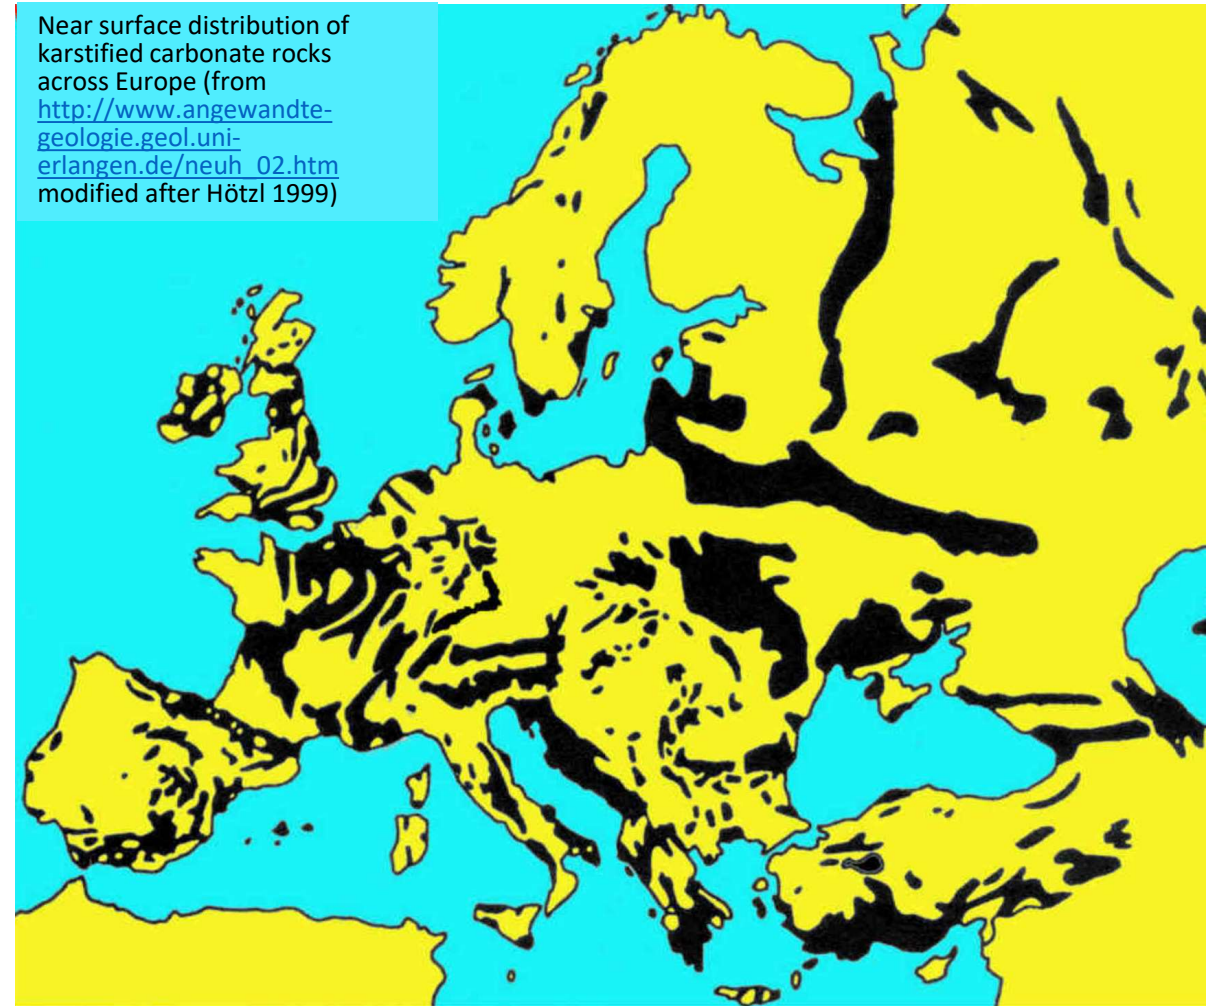 Near surface distribution of
karstified carbonate rocks
across Europe (from
http://www.angewandte-
geologie.geol.uni-
erlangen.de/neuh_02.htm
modified after Hötzl 1999)